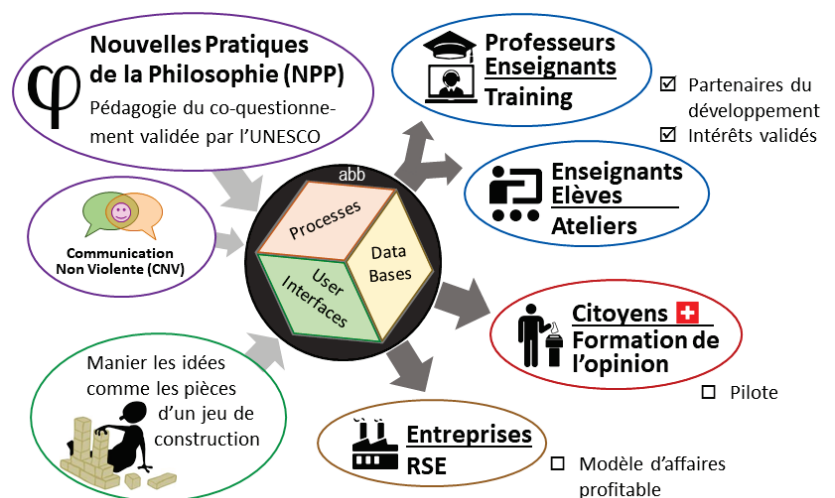 Nouvelles Pratiques
de la Philosophie (NPP)
φ
Pédagogie du co-questionne-
ment validée par l'UNESCO
Communication
Non Violente (CNV)
Manier les idées
comme les pièces
d'un jeu de
construction
abb
Processes
Data
Bases
User
Interfaces
Professeurs
Enseignants
Training
☑ Partenaires du
développement
☑ Intérêts validés
Enseignants
Elèves
Ateliers
Citoyens
Formation de
l'opinion
☐ Pilote
Entreprises
RSE
☐ Modèle d'affaires
profitable